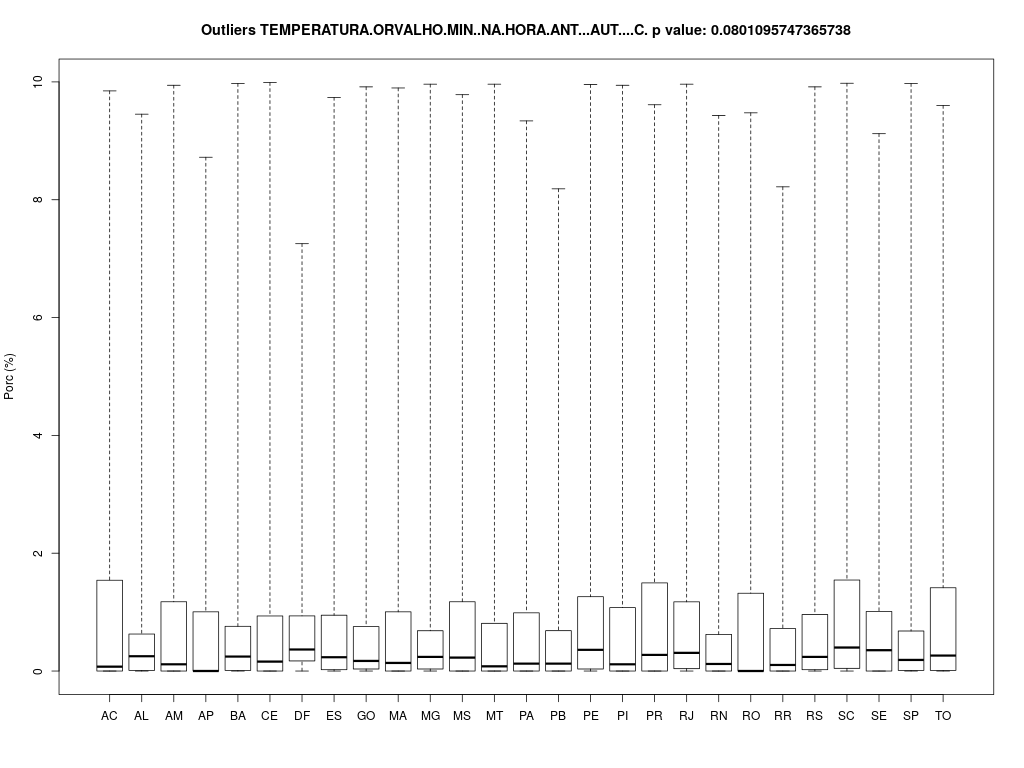 Outliers TEMPERATURA.ORVALHO.MIN..NA.HORA.ANT...AUT....C. p value: 0.0801095747365738
Porc (%)
10
8
6
4
2
0
AC AL AM AP BA CE DF ES GO MA MG MS MT PA PB PE PI PR RJ RN RO RR RS SC SE SP TO